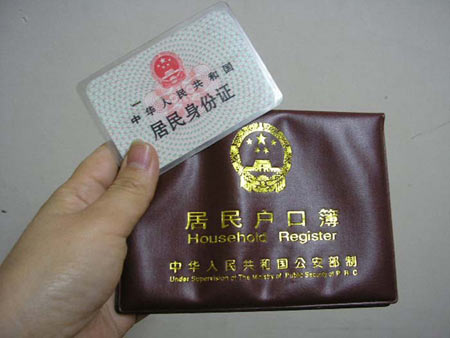 中华人民共和国
居民身份证
居民户口簿
Household Register
中华人民共和国公安部制
Under Supervision of The Ministry of Public Security of P R C